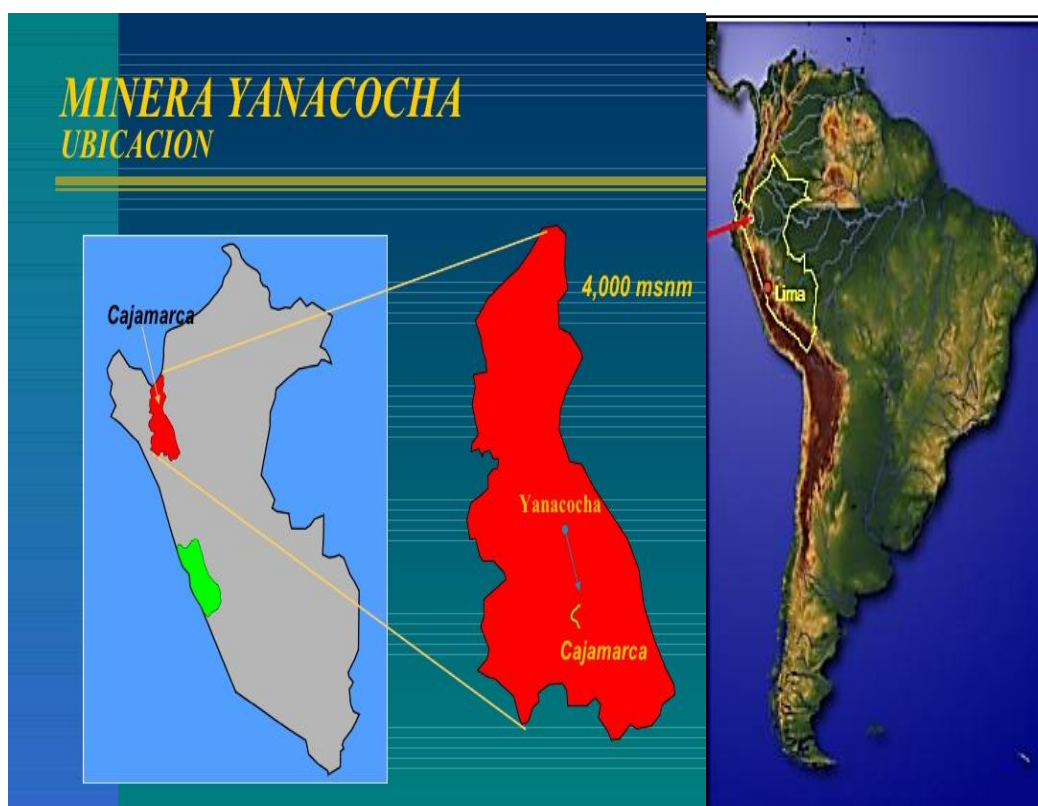 MINERA YANACOCHA
UBICACION
Cajamarca
4,000 msnm
Yanacocha
Cajamarca
Lima